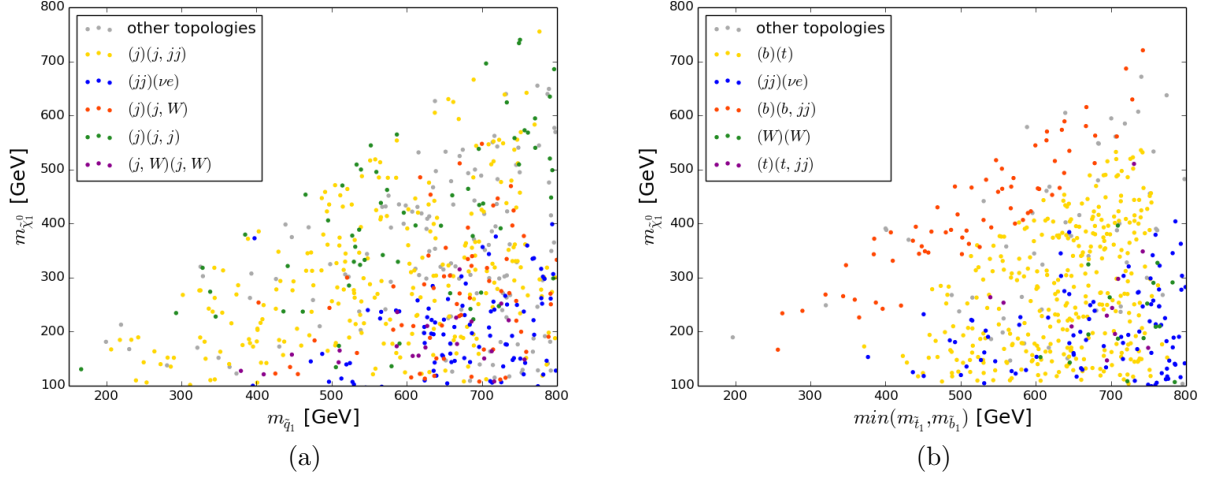 800
700
600
500
400
300
200
100
m_{\tilde{\chi}_1^0} [GeV]
other topologies
(j)(j, jj)
(jj)(νe)
(j)(j, W)
(j)(j, j)
(j, W)(j, W)
200 300 400 500 600 700 800
m_{\tilde{q}_1} [GeV]
(a)
800
700
600
500
400
300
200
100
m_{\tilde{\chi}_1^0} [GeV]
other topologies
(b)(t)
(jj)(νe)
(b)(b, jj)
(W)(W)
(t)(t, jj)
200 300 400 500 600 700 800
min(m_{\tilde{t}_1}, m_{\tilde{b}_1}) [GeV]
(b)